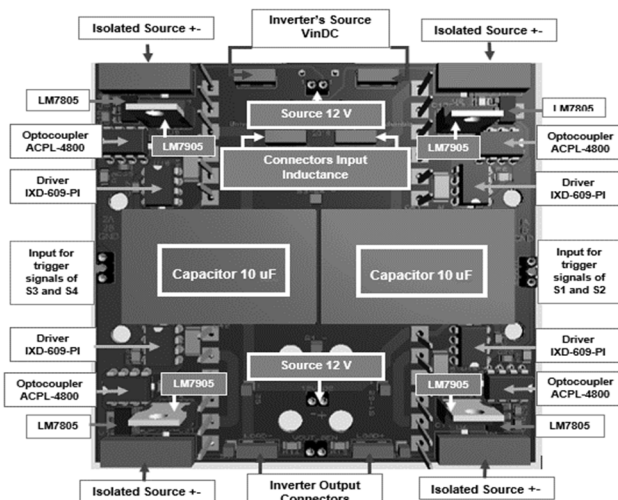 Isolated Source +-
Inverter's Source
VinDC
Isolated Source +-
LM7805
LM7805
Source 12 V
Optocoupler
ACPL-4800
LM7905
LM7905
Optocoupler
ACPL-4800
Connectors Input
Inductance
Driver
IXD-609-PI
Driver
IXD-609-PI
Input for
trigger
signals of
S3 and S4
Capacitor 10 uF
Capacitor 10 uF
Input for
trigger
signals of
S1 and S2
Driver
IXD-609-PI
Driver
IXD-609-PI
Source 12 V
Optocoupler
ACPL-4800
LM7905
LM7905
Optocoupler
ACPL-4800
LM7805
LM7805
LOAD-
LOAD+
Isolated Source +-
Inverter Output
Connectors
Isolated Source +-